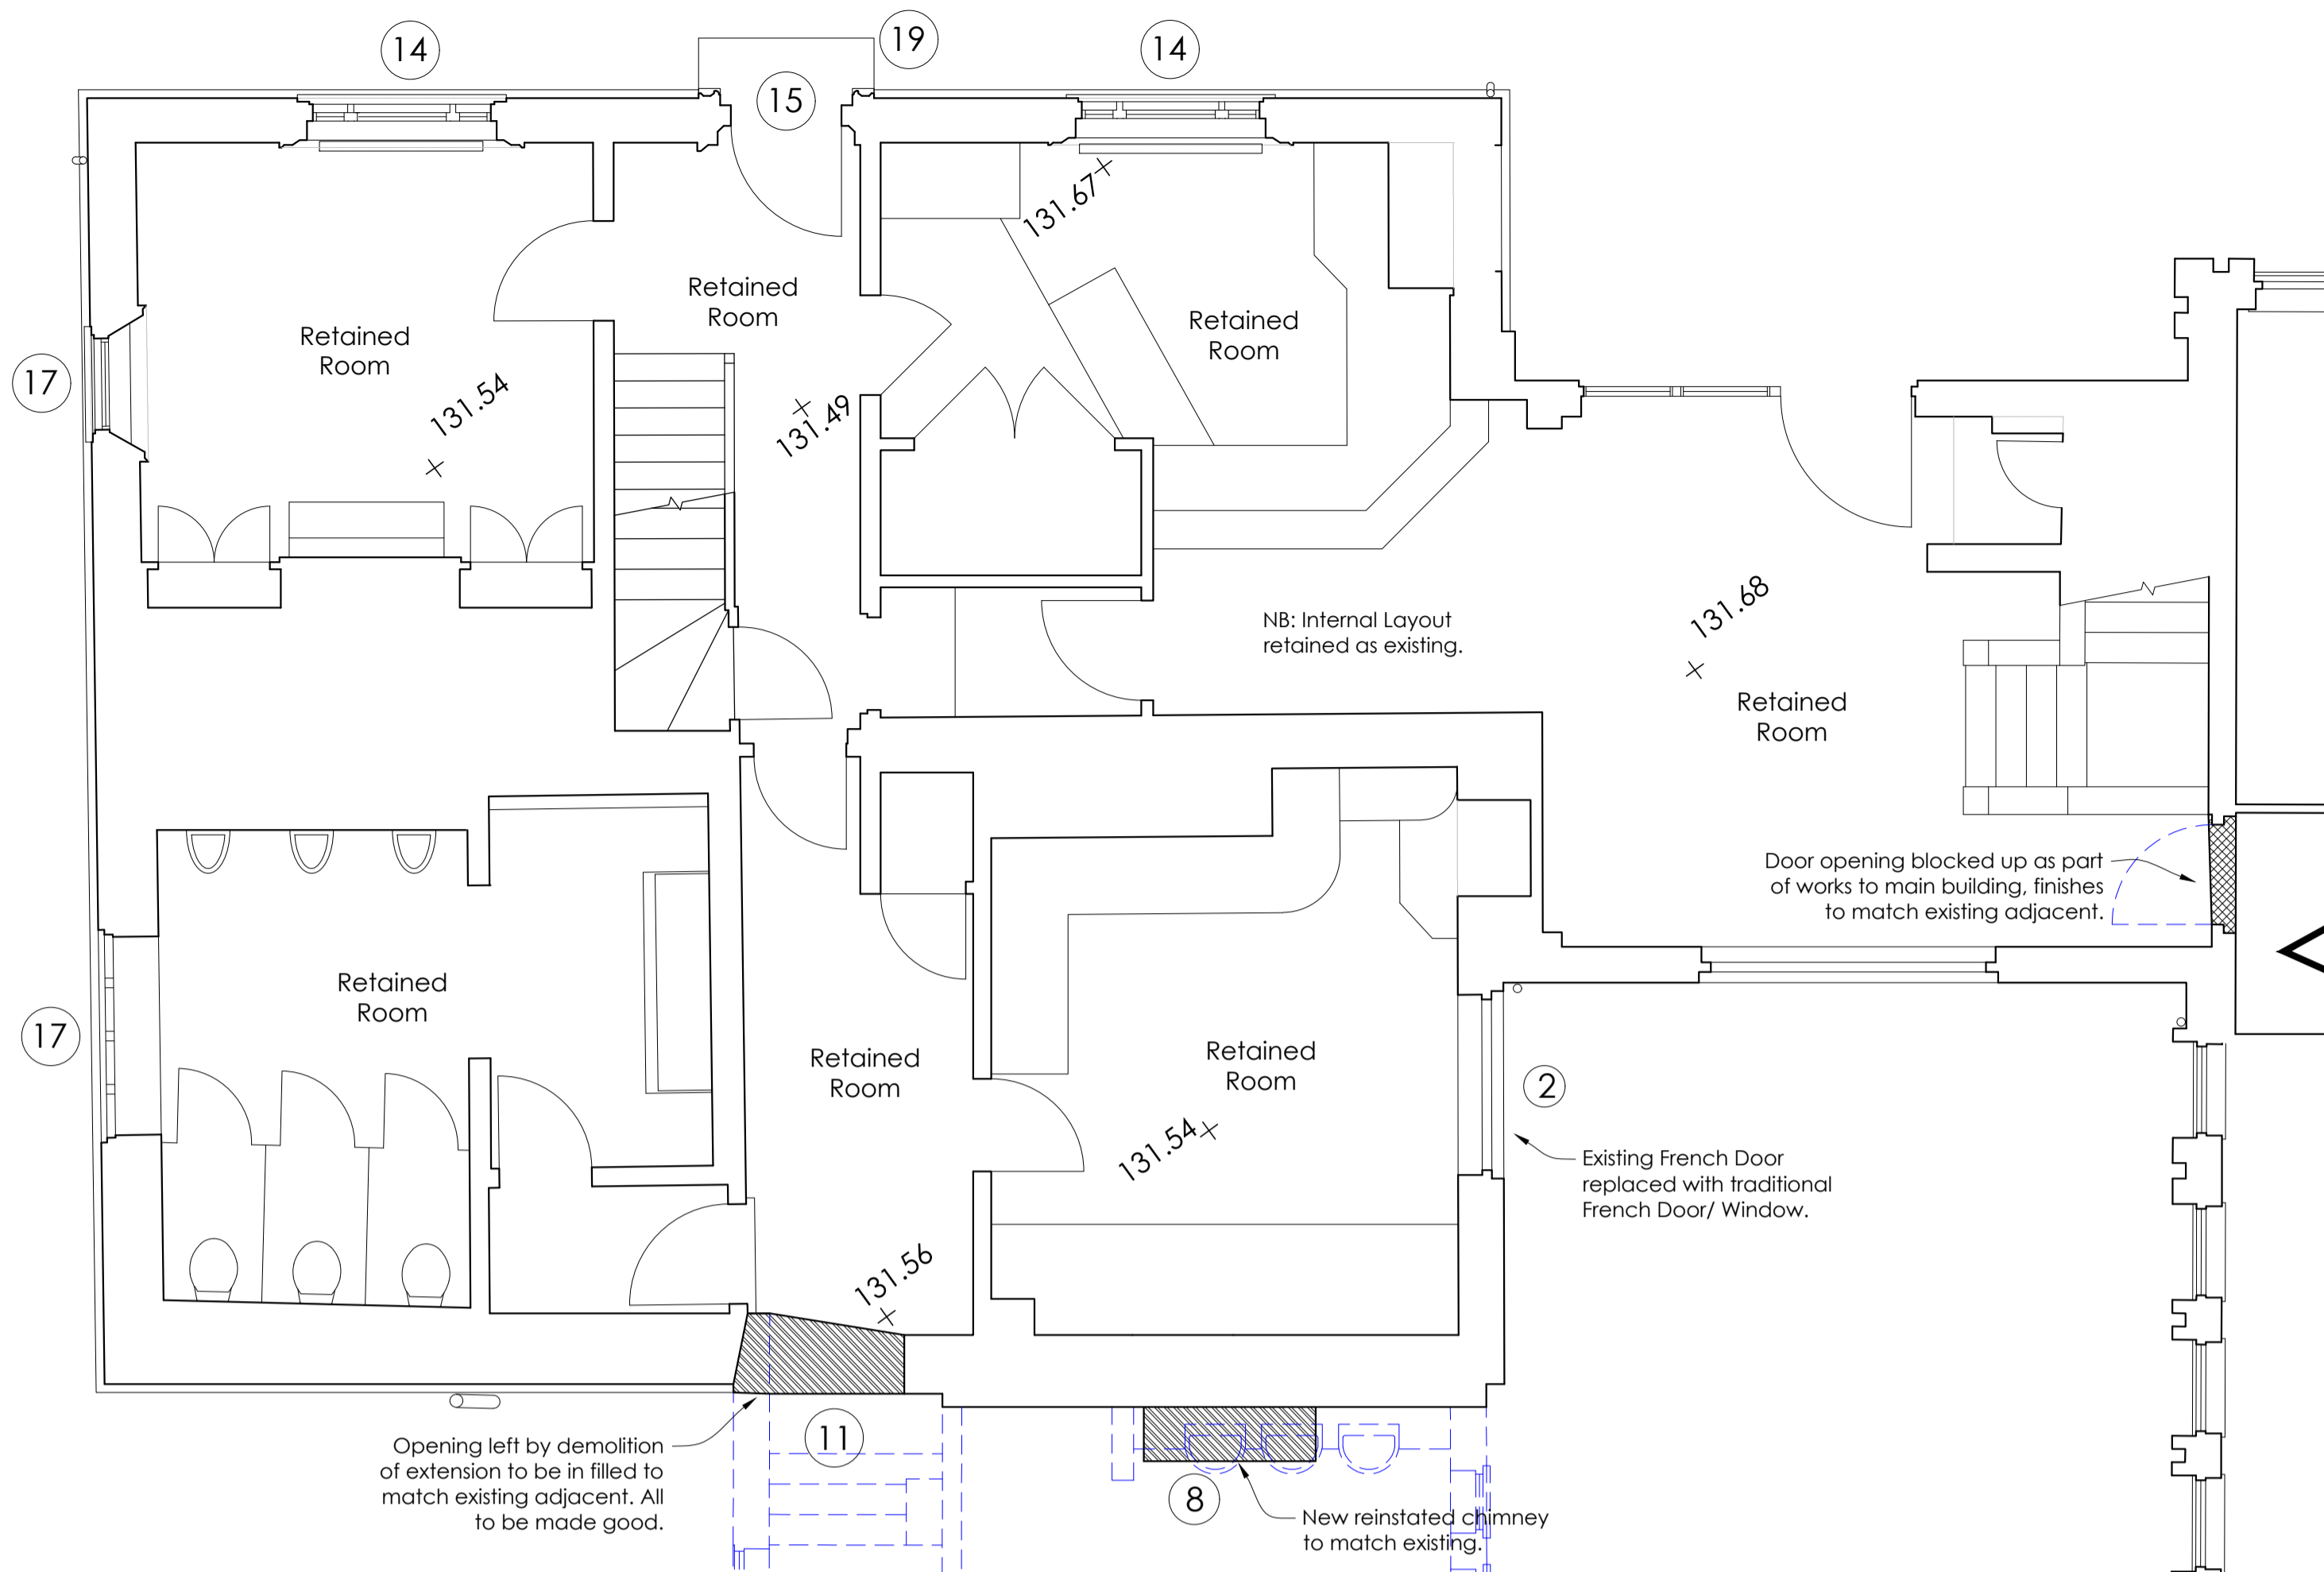 14
19
14
15
131.67
Retained
Room
Retained
Room
Retained
Room
17
131.54
131.49
131.68
NB: Internal Layout
retained as existing.
Retained
Room
Door opening blocked up as part
of works to main building, finishes
to match existing adjacent.
Retained
Room
17
Retained
Room
Retained
Room
2
131.54
Existing French Door
replaced with traditional
French Door/ Window.
131.56
11
Opening left by demolition
of extension to be in filled to
match existing adjacent. All
to be made good.
8
New reinstated chimney
to match existing.